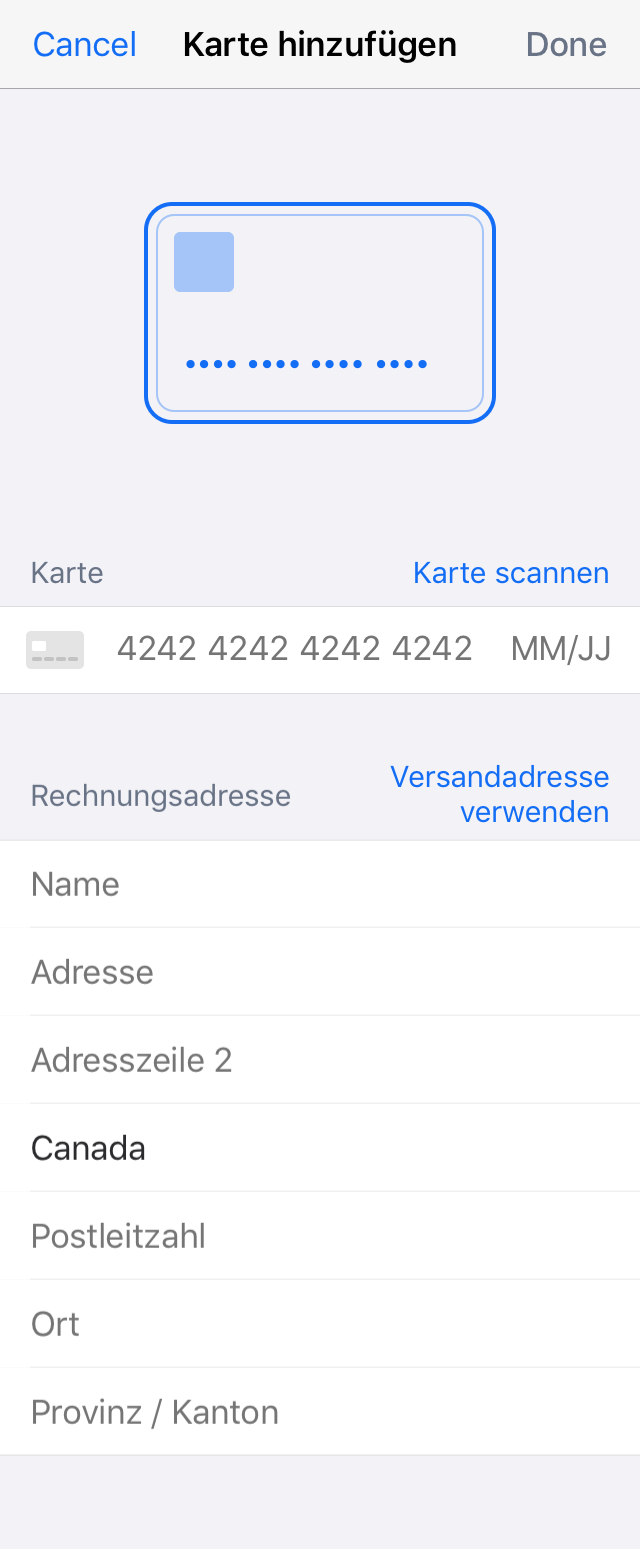 Cancel Karte hinzufügen Done
•••• •••• •••• ••••
Karte Karte scannen
4242 4242 4242 4242 MM/JJ
Rechnungsadresse Versandadresse
verwenden
Name
Adresse
Adresszeile 2
Canada
Postleitzahl
Ort
Provinz / Kanton